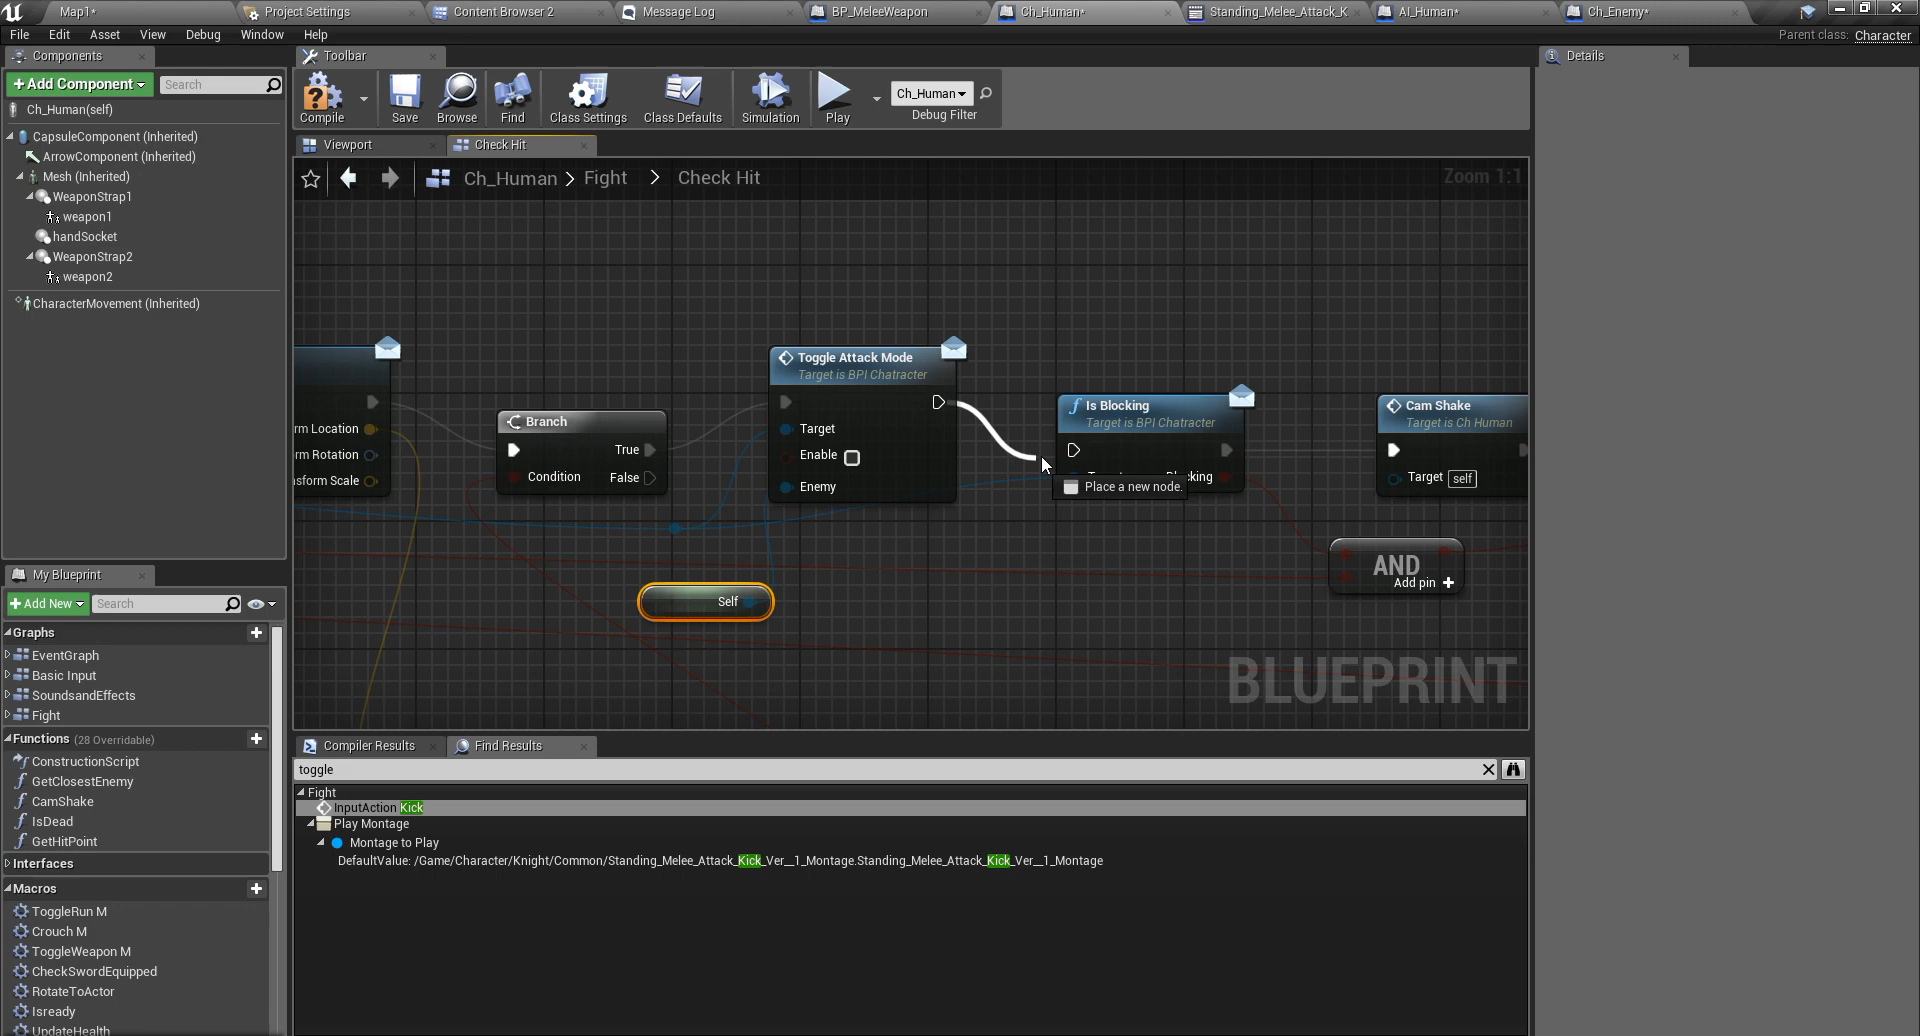 Map1*
Project Settings
Content Browser 2
Message Log
BP_MeleeWeapon
Ch_Human*
Standing_Melee_Attack_K
AI_Human*
Ch_Enemy*
File
Edit
Asset
View
Debug
Window
Help
Parent class: Character
Components
Toolbar
Details
+ Add Component
Search
Ch_Human(self)
CapsuleComponent (Inherited)
ArrowComponent (Inherited)
Mesh (Inherited)
WeaponStrap1
weapon1
handSocket
WeaponStrap2
weapon2
CharacterMovement (Inherited)
Compile
Save
Browse
Find
Class Settings
Class Defaults
Simulation
Play
Ch_Human
Debug Filter
Viewport
Check Hit
Ch_Human > Fight > Check Hit
Zoom 1:1
rm Location
rm Rotation
sform Scale
Branch
True
Condition
False
Toggle Attack Mode
Target is BPI Chatracter
Target
Enable
Enemy
Is Blocking
Target is BPI Chatracter
cking
Place a new node.
Cam Shake
Target is Ch Human
Target self
AND
Add pin +
Self
BLUEPRINT
My Blueprint
+ Add New
Search
Graphs
EventGraph
Basic Input
SoundsandEffects
Fight
Functions (28 Overridable)
ConstructionScript
GetClosestEnemy
CamShake
IsDead
GetHitPoint
Interfaces
Macros
ToggleRun M
Crouch M
ToggleWeapon M
CheckSwordEquipped
RotateToActor
Isready
UpdateHealth
Compiler Results
Find Results
toggle
Fight
InputAction Kick
Play Montage
Montage to Play
DefaultValue: /Game/Character/Knight/Common/Standing_Melee_Attack_Kick_Ver__1_Montage.Standing_Melee_Attack_Kick_Ver__1_Montage